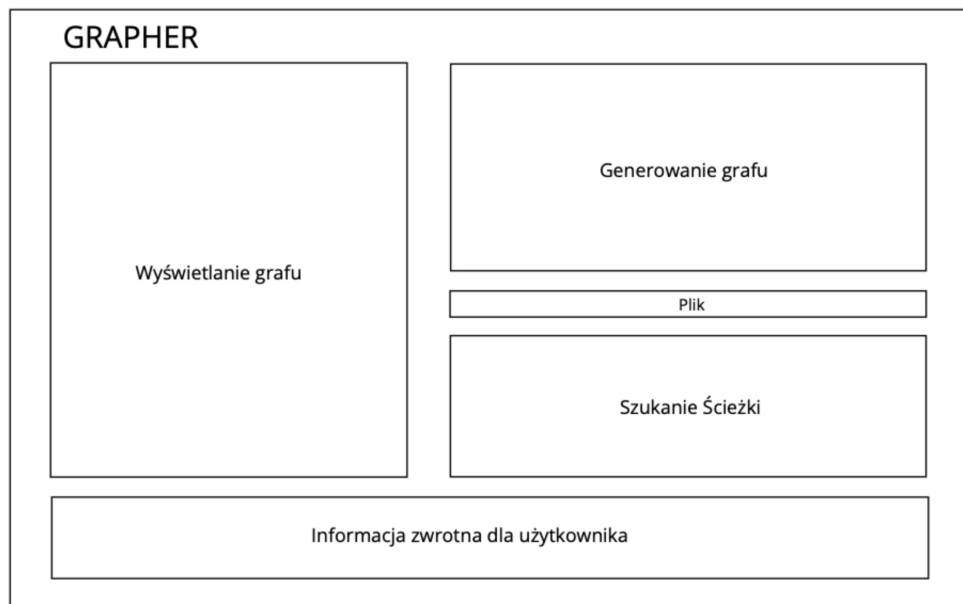 GRAPHER
Wyświetlanie grafu
Generowanie grafu
Plik
Szukanie Ścieżki
Informacja zwrotna dla użytkownika